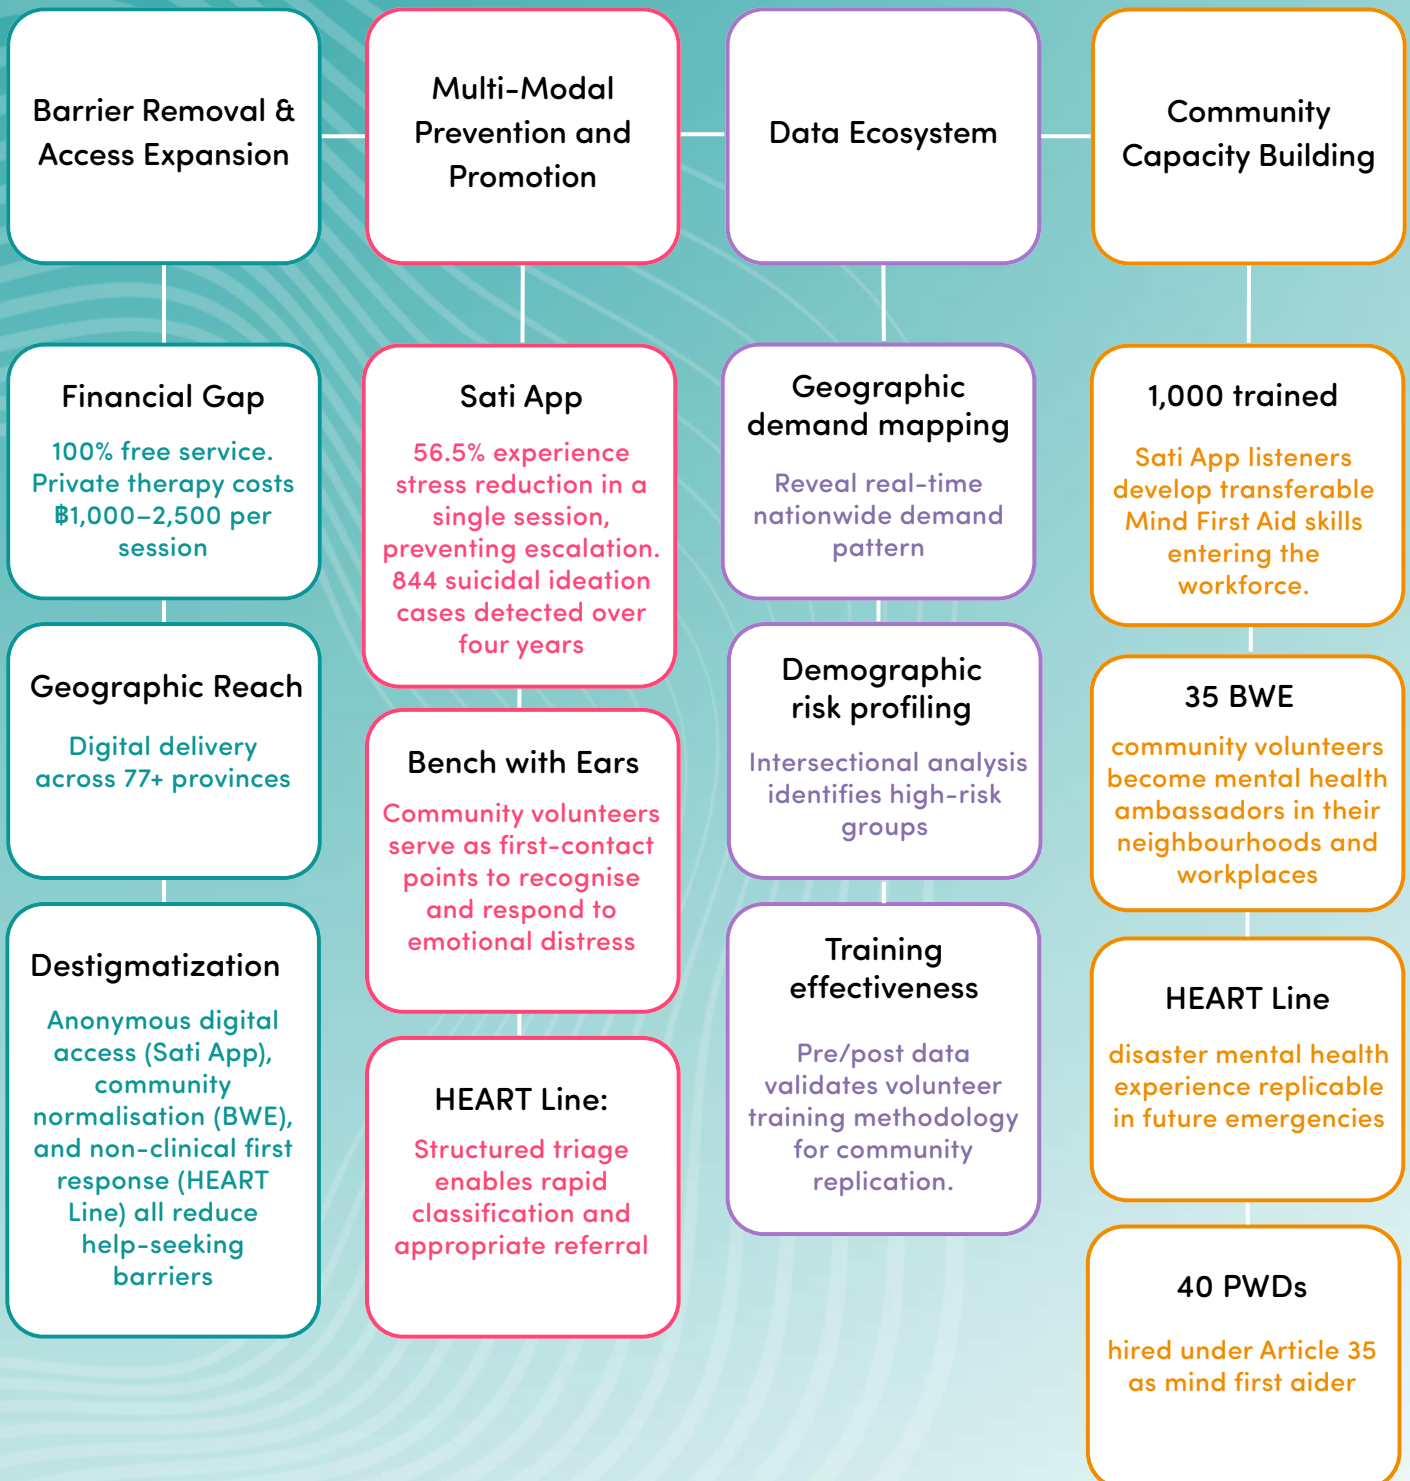 Barrier Removal &
Access Expansion
Multi-Modal
Prevention and
Promotion
Data Ecosystem
Community
Capacity Building
Financial Gap
100% free service.
Private therapy costs
฿1,000–2,500 per
session
Geographic Reach
Digital delivery
across 77+ provinces
Destigmatization
Anonymous digital
access (Sati App),
community
normalisation (BWE),
and non-clinical first
response (HEART
Line) all reduce
help-seeking
barriers
Sati App
56.5% experience
stress reduction in a
single session,
preventing escalation.
844 suicidal ideation
cases detected over
four years
Bench with Ears
Community volunteers
serve as first-contact
points to recognise
and respond to
emotional distress
HEART Line:
Structured triage
enables rapid
classification and
appropriate referral
Geographic
demand mapping
Reveal real-time
nationwide demand
pattern
Demographic
risk profiling
Intersectional analysis
identifies high-risk
groups
Training
effectiveness
Pre/post data
validates volunteer
training methodology
for community
replication.
1,000 trained
Sati App listeners
develop transferable
Mind First Aid skills
entering the
workforce.
35 BWE
community volunteers
become mental health
ambassadors in their
neighbourhoods and
workplaces
HEART Line
disaster mental health
experience replicable
in future emergencies
40 PWDs
hired under Article 35
as mind first aider